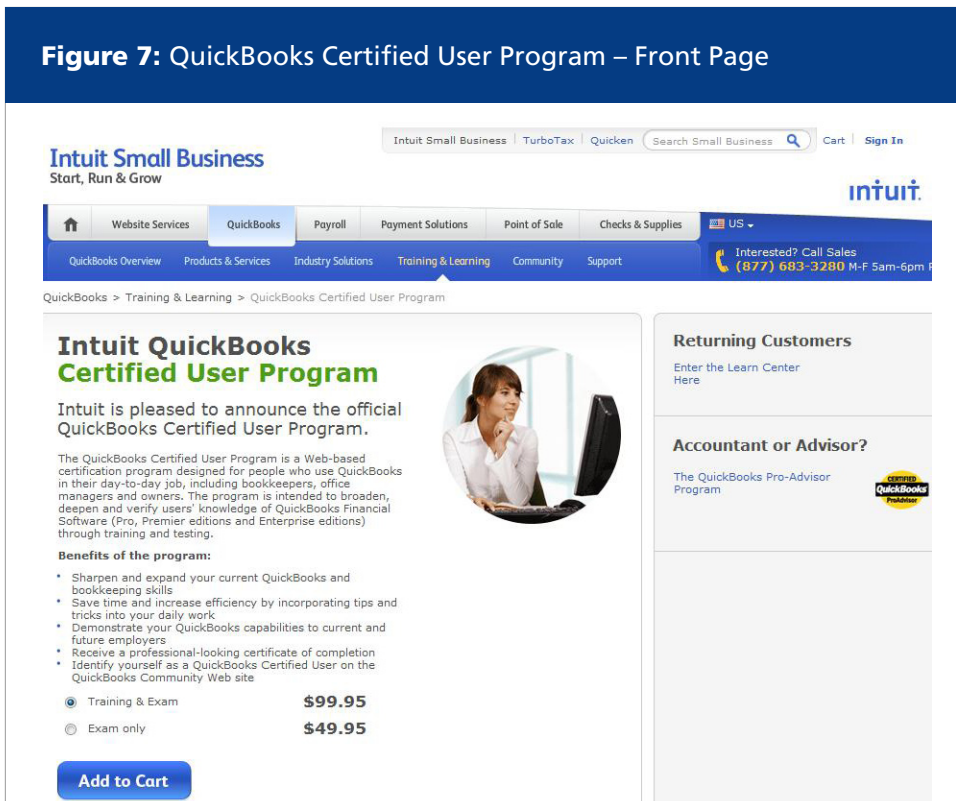 Figure 7: QuickBooks Certified User Program – Front Page
Intuit Small Business
Start, Run & Grow
Intuit Small Business TurboTax Quicken Search Small Business Cart Sign In
intuit.
Website Services QuickBooks Payroll Payment Solutions Point of Sale Checks & Supplies US
QuickBooks Overview Products & Services Industry Solutions Training & Learning Community Support
Interested? Call Sales
(877) 683-3280 M-F 5am-6pm
QuickBooks > Training & Learning > QuickBooks Certified User Program
Intuit QuickBooks
Certified User Program
Intuit is pleased to announce the official
QuickBooks Certified User Program.
The QuickBooks Certified User Program is a Web-based
certification program designed for people who use QuickBooks
in their day-to-day job, including bookkeepers, office
managers and owners. The program is intended to broaden,
deepen and verify users' knowledge of QuickBooks Financial
Software (Pro, Premier editions and Enterprise editions)
through training and testing.
Benefits of the program:
• Sharpen and expand your current QuickBooks and
bookkeeping skills
• Save time and increase efficiency by incorporating tips and
tricks into your daily work
• Demonstrate your QuickBooks capabilities to current and
future employers
• Receive a professional-looking certificate of completion
• Identify yourself as a QuickBooks Certified User on the
QuickBooks Community Web site
Training & Exam $99.95
Exam only $49.95
Add to Cart
Returning Customers
Enter the Learn Center
Here
Accountant or Advisor?
The QuickBooks Pro-Advisor
Program
CERTIFIED
QuickBooks
ProAdvisor